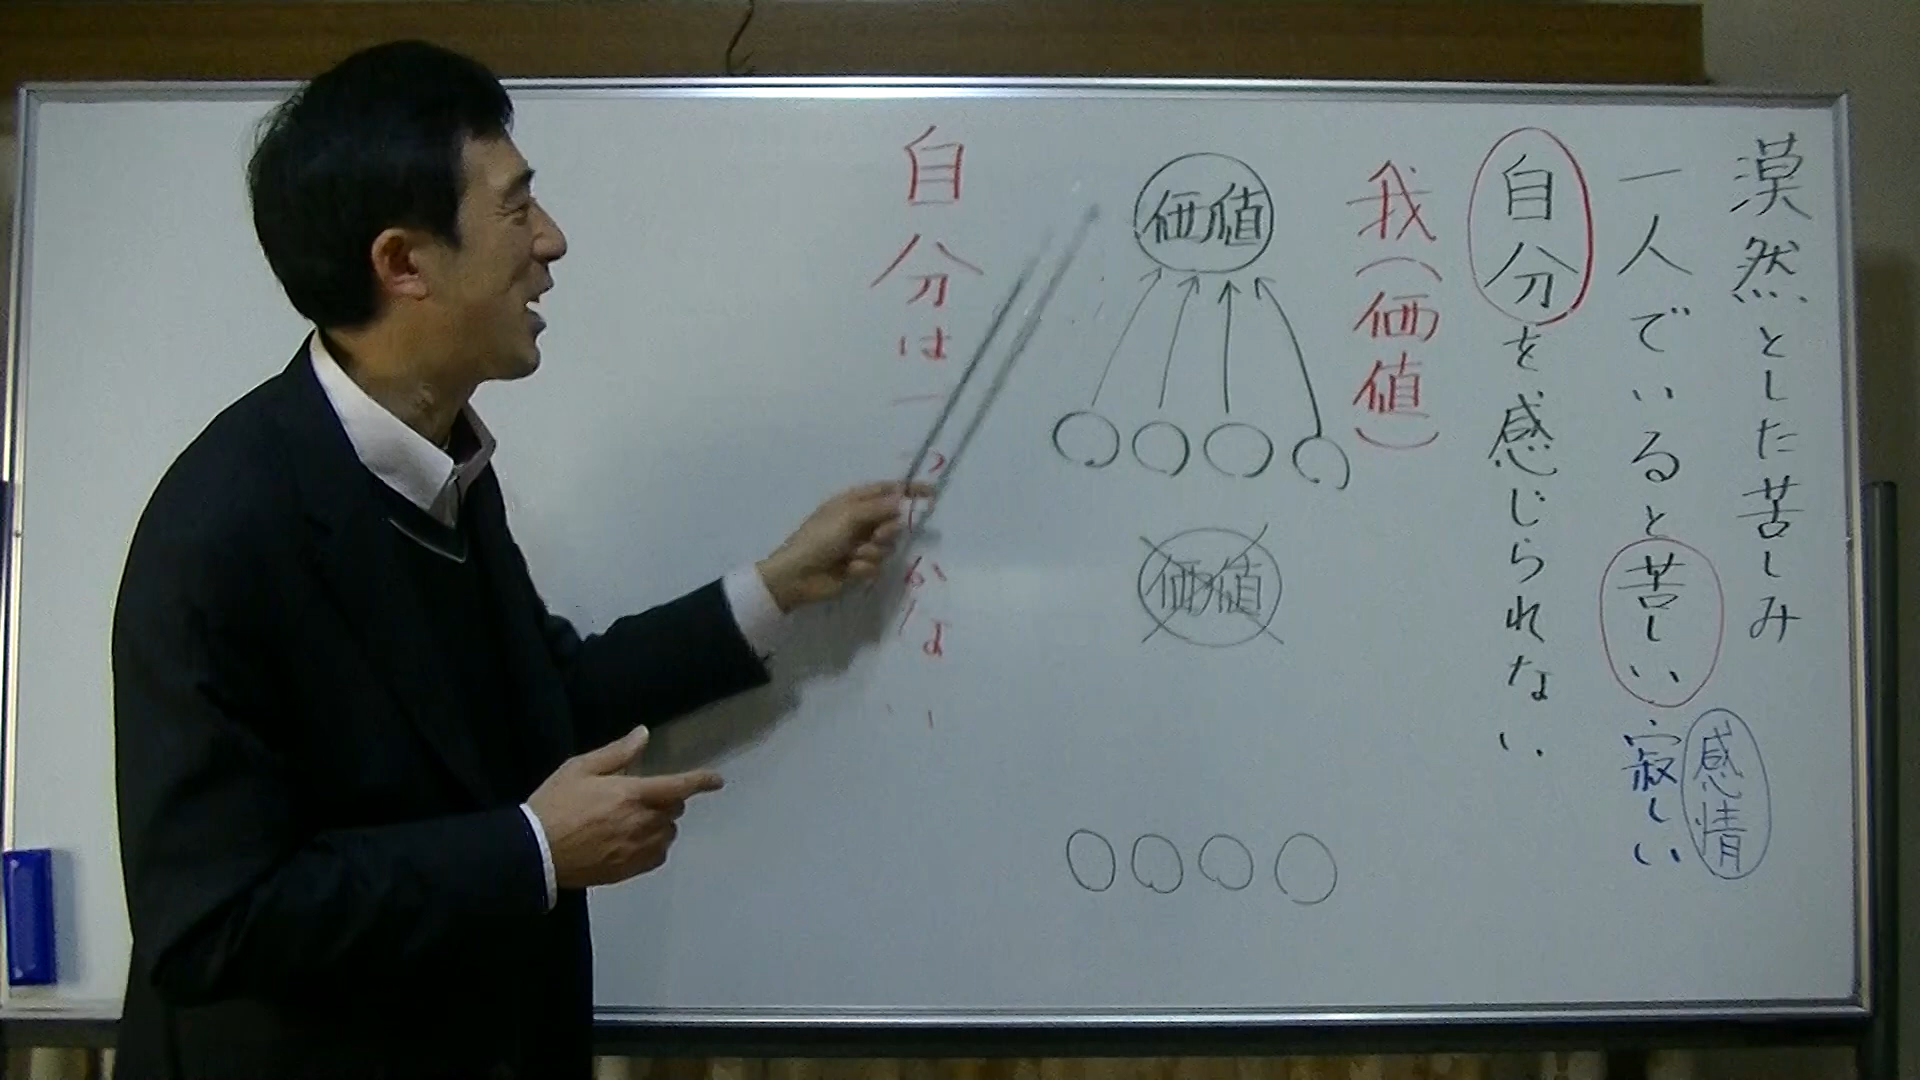 漠然とした苦しみ
一人でいると苦しい
寂しい
感情
自分を感じられない
我(価値)
価値
価値
自分は一つしかない